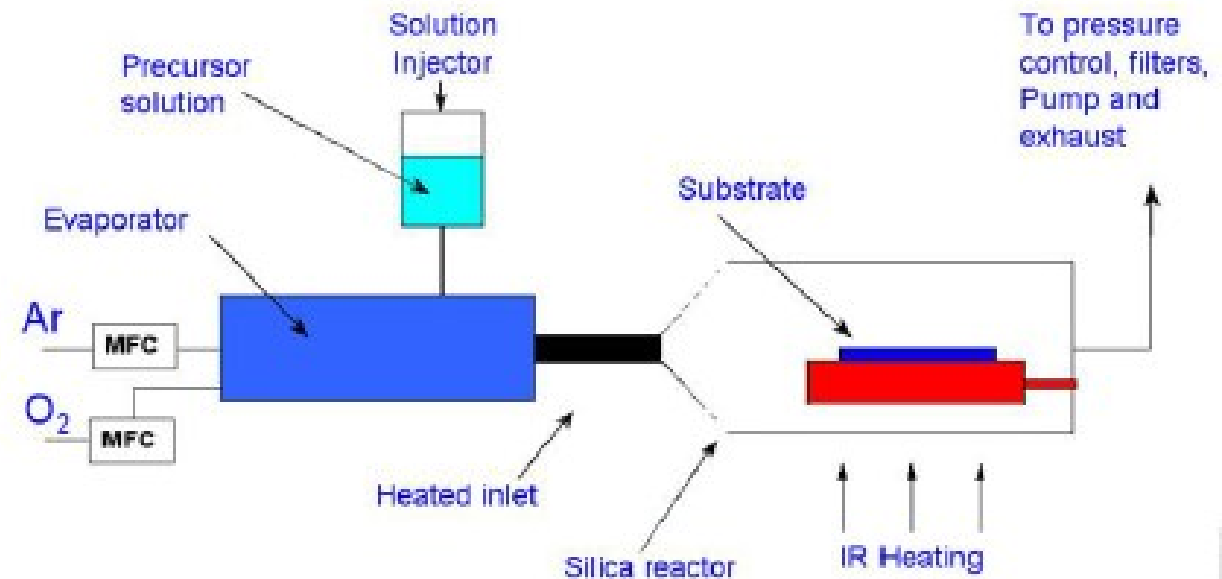 Solution
Injector
Precursor
solution
To pressure
control, filters,
Pump and
exhaust
Substrate
Evaporator
Ar
MFC
O₂
MFC
Heated inlet
Silica reactor
IR Heating